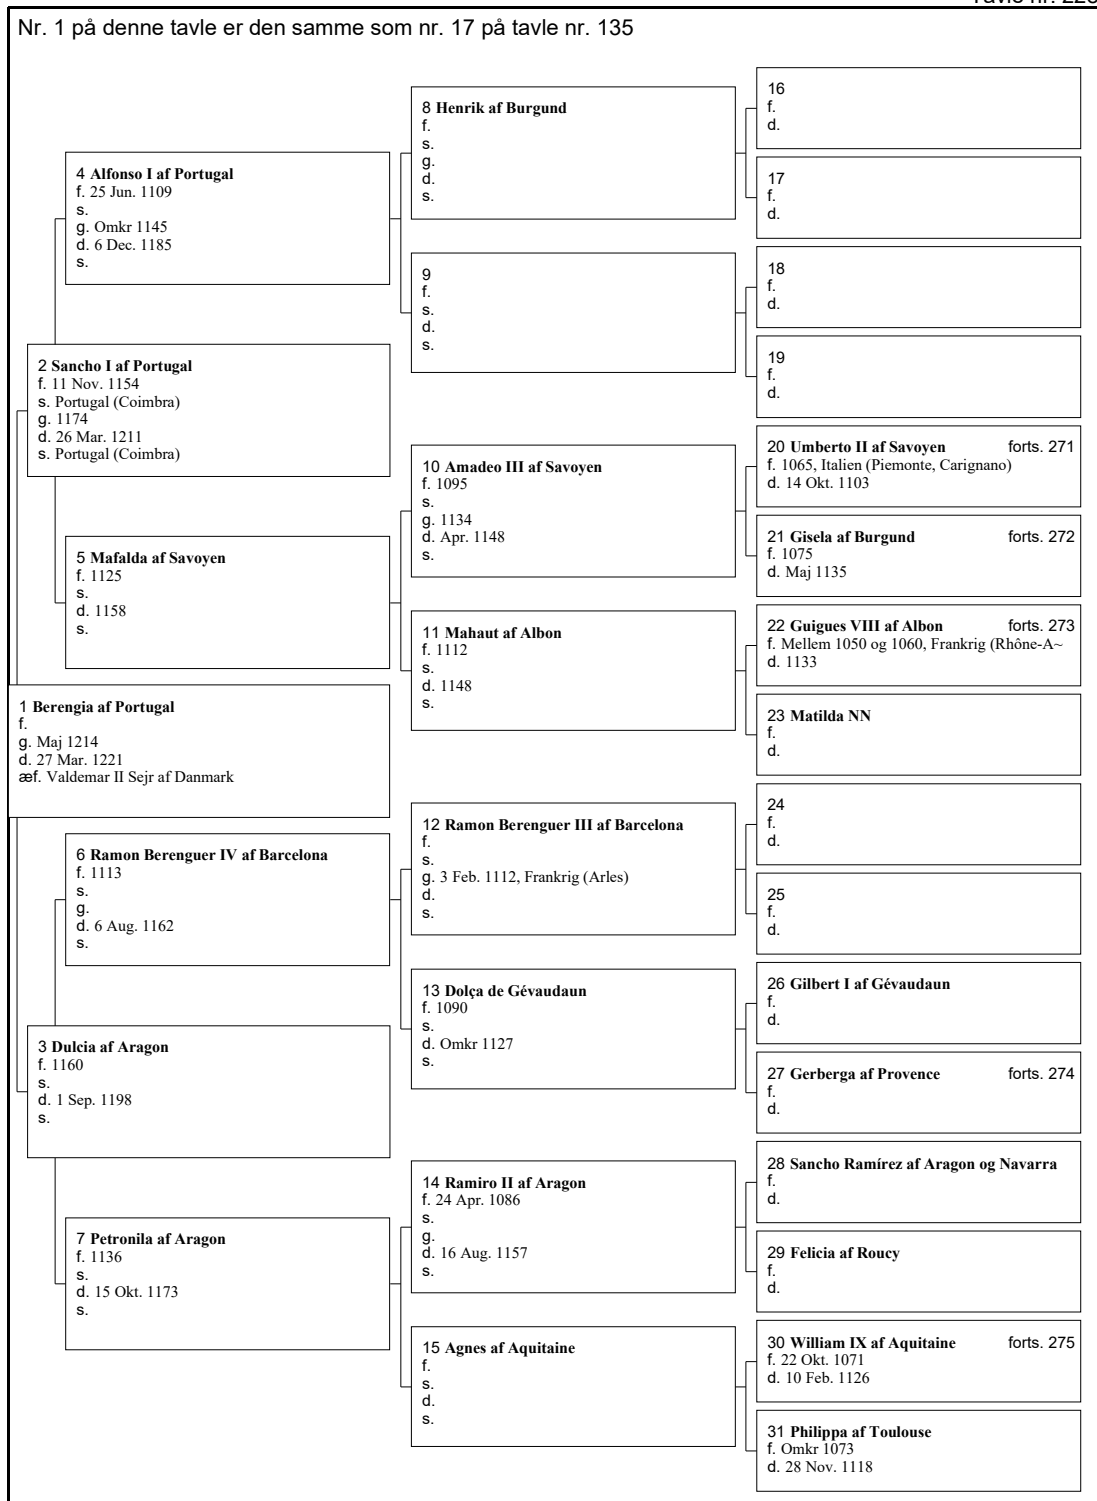 Nr. 1 på denne tavle er den samme som nr. 17 på tavle nr. 135
16
f.
d.
8 Henrik af Burgund
f.
s.
g.
d.
s.
4 Alfonso I af Portugal
f. 25 Jun. 1109
s.
g. Omkr 1145
d. 6 Dec. 1185
s.
17
f.
d.
9
f.
s.
d.
s.
18
f.
d.
2 Sancho I af Portugal
f. 11 Nov. 1154
s. Portugal (Coimbra)
g. 1174
d. 26 Mar. 1211
s. Portugal (Coimbra)
19
f.
d.
10 Amadeo III af Savoyen
f. 1095
s.
g. 1134
d. Apr. 1148
s.
20 Umberto II af Savoyen forts. 271
f. 1065, Italien (Piemonte, Carignano)
d. 14 Okt. 1103
5 Mafalda af Savoyen
f. 1125
s.
d. 1158
s.
21 Gisela af Burgund forts. 272
f. 1075
d. Maj 1135
11 Mahaut af Albon
f. 1112
s.
d. 1148
s.
22 Guigues VIII af Albon forts. 273
f. Mellem 1050 og 1060, Frankrig (Rhône-A~
d. 1133
1 Berengia af Portugal
f.
g. Maj 1214
d. 27 Mar. 1221
æf. Valdemar II Sejr af Danmark
23 Matilda NN
f.
d.
12 Ramon Berenguer III af Barcelona
f.
s.
g. 3 Feb. 1112, Frankrig (Arles)
d.
s.
24
f.
d.
6 Ramon Berenguer IV af Barcelona
f. 1113
s.
g.
d. 6 Aug. 1162
s.
25
f.
d.
13 Dolça de Gévaudaun
f. 1090
s.
d. Omkr 1127
s.
26 Gilbert I af Gévaudaun
f.
d.
3 Dulcia af Aragon
f. 1160
s.
d. 1 Sep. 1198
s.
27 Gerberga af Provence forts. 274
f.
d.
14 Ramiro II af Aragon
f. 24 Apr. 1086
s.
g.
d. 16 Aug. 1157
s.
28 Sancho Ramírez af Aragon og Navarra
f.
d.
7 Petronila af Aragon
f. 1136
s.
d. 15 Okt. 1173
s.
29 Felicia af Roucy
f.
d.
15 Agnes af Aquitaine
f.
s.
d.
s.
30 William IX af Aquitaine forts. 275
f. 22 Okt. 1071
d. 10 Feb. 1126
31 Philippa af Toulouse
f. Omkr 1073
d. 28 Nov. 1118